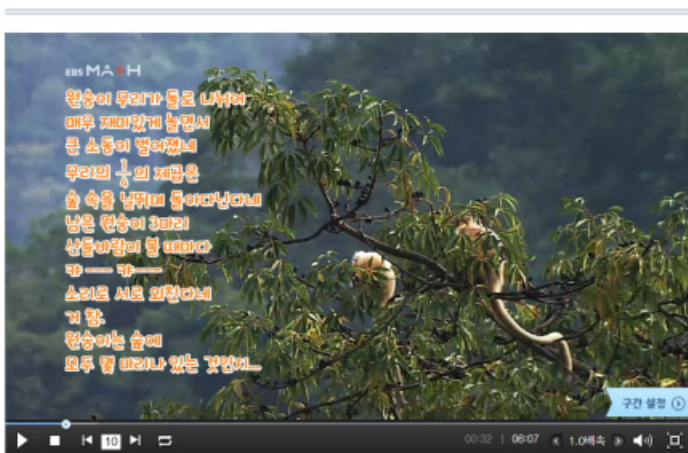 EBS MATH
원숭이 무리가 둘로 나뉘어
매우 재미있게 놀면서
큰 소동이 벌어졌네
무리의 1/4의 제곱은
숲 속을 날뛰며 돌아다닌다네
남은 원숭이 3마리
산들바람이 불 때마다
캬 --- 캬---
소리로 서로 외친다네
거 참.
원숭이는 숲에
모두 몇 마리나 있는 것인지...
구간 설정
10
00:32 | 06:07
1.0배속